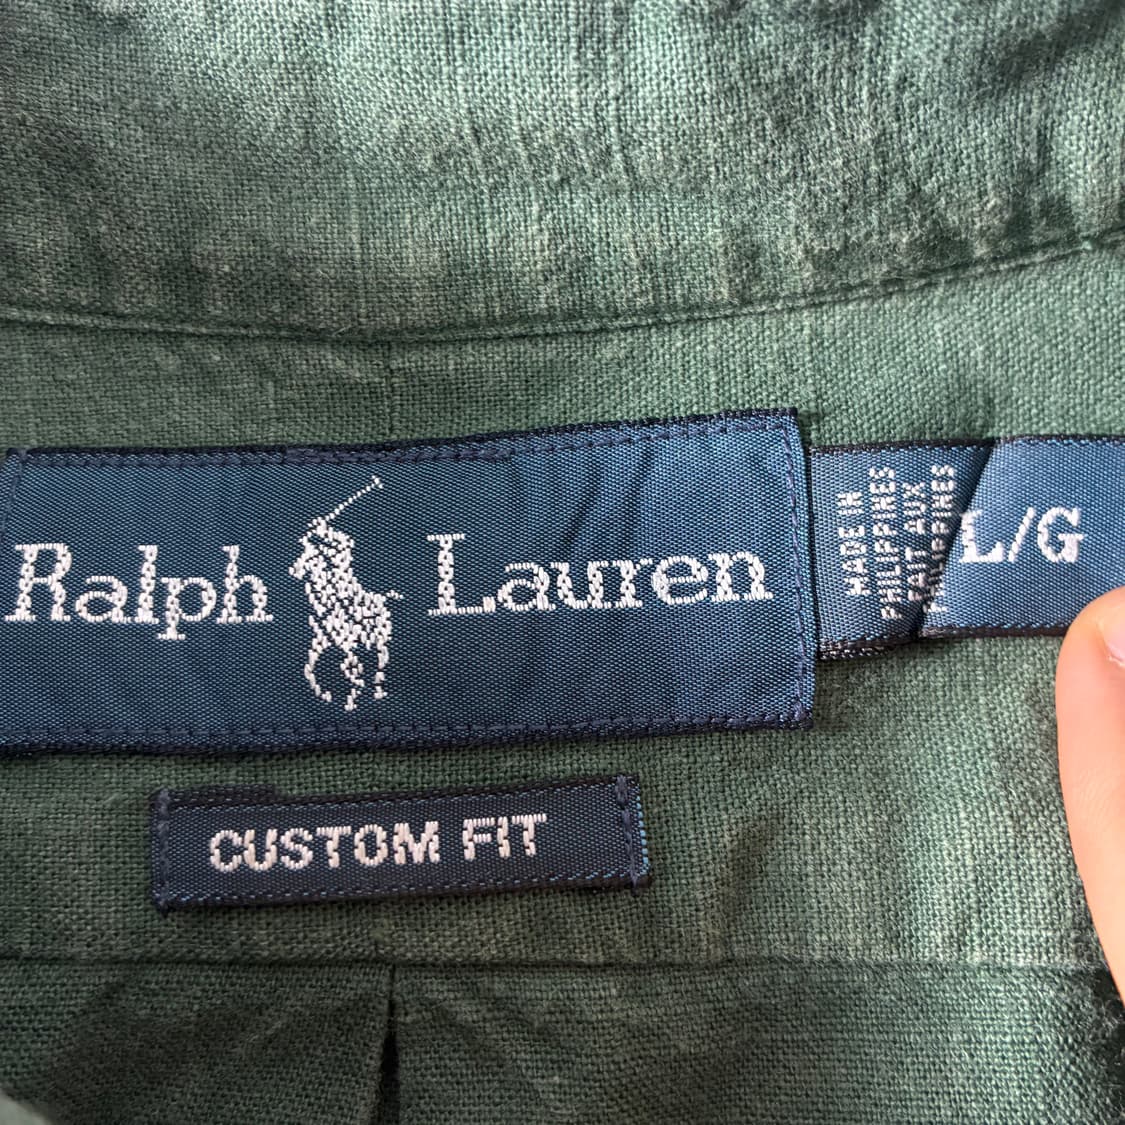 Ralph Lauren
MADE IN
PHILIPPINES
FAIT AUX
PHILIPPINES
L/G
CUSTOM FIT